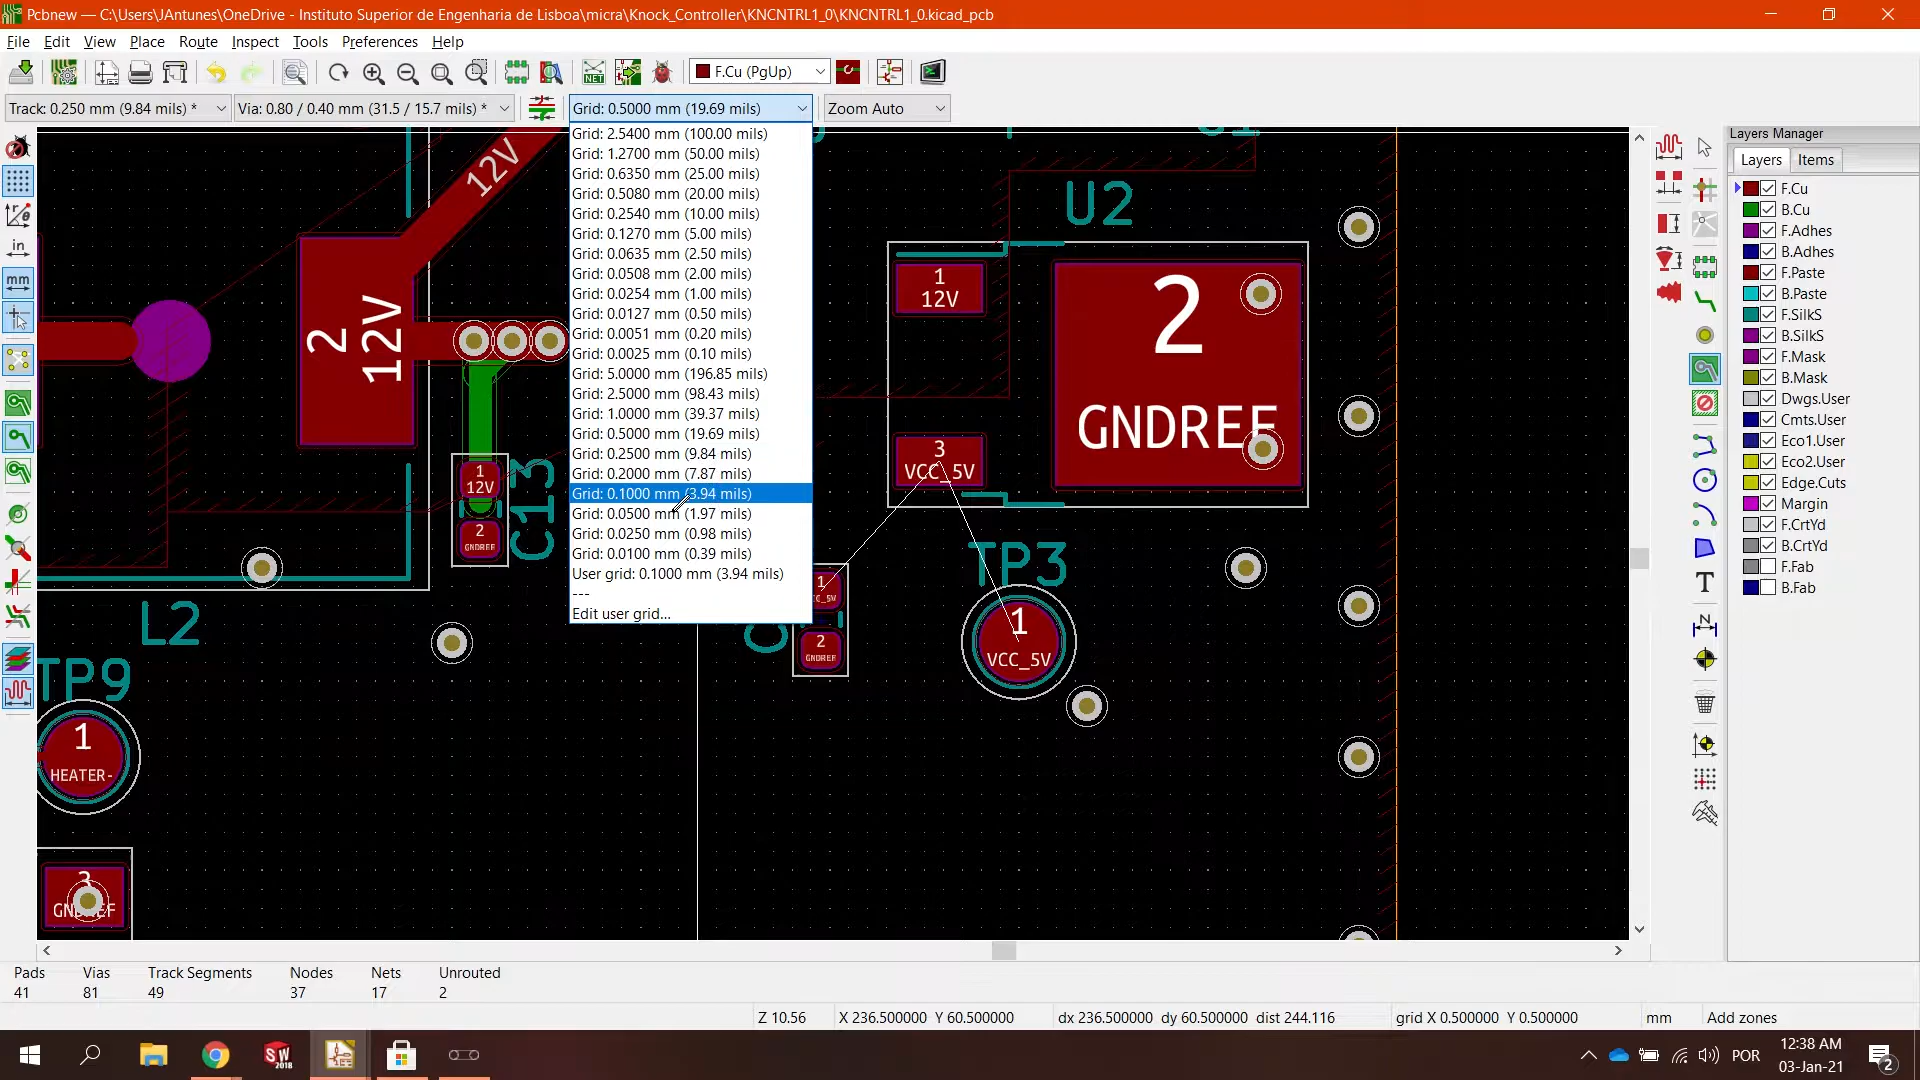 Pcbnew — C:\Users\JAntunes\OneDrive - Instituto Superior de Engenharia de Lisboa\micra\Knock_Controller\KNCNTRL1_0\KNCNTRL1_0.kicad_pcb
File Edit View Place Route Inspect Tools Preferences Help
F.Cu (PgUp)
Track: 0.250 mm (9.84 mils) *
Via: 0.80 / 0.40 mm (31.5 / 15.7 mils) *
Grid: 0.5000 mm (19.69 mils)
Zoom Auto
Grid: 2.5400 mm (100.00 mils)
Grid: 1.2700 mm (50.00 mils)
Grid: 0.6350 mm (25.00 mils)
Grid: 0.5080 mm (20.00 mils)
Grid: 0.2540 mm (10.00 mils)
Grid: 0.1270 mm (5.00 mils)
Grid: 0.0635 mm (2.50 mils)
Grid: 0.0508 mm (2.00 mils)
Grid: 0.0254 mm (1.00 mils)
Grid: 0.0127 mm (0.50 mils)
Grid: 0.0051 mm (0.20 mils)
Grid: 0.0025 mm (0.10 mils)
Grid: 5.0000 mm (196.85 mils)
Grid: 2.5000 mm (98.43 mils)
Grid: 1.0000 mm (39.37 mils)
Grid: 0.5000 mm (19.69 mils)
Grid: 0.2500 mm (9.84 mils)
Grid: 0.2000 mm (7.87 mils)
Grid: 0.1000 mm (3.94 mils)
Grid: 0.0500 mm (1.97 mils)
Grid: 0.0250 mm (0.98 mils)
Grid: 0.0100 mm (0.39 mils)
User grid: 0.1000 mm (3.94 mils)
---
Edit user grid...
in
mm
NET
12V
2
12V
1
12V
2
GNDREF
C13
L2
TP9
1
HEATER-
3
GNDREF
U2
1
12V
2
GNDREF
3
VCC_5V
TP3
1
VCC_5V
1
2
GNDREF
Layers Manager
Layers
Items
F.Cu
B.Cu
F.Adhes
B.Adhes
F.Paste
B.Paste
F.SilkS
B.SilkS
F.Mask
B.Mask
Dwgs.User
Cmts.User
Eco1.User
Eco2.User
Edge.Cuts
Margin
F.CrtYd
B.CrtYd
F.Fab
B.Fab
Pads Vias Track Segments Nodes Nets Unrouted
41 81 49 37 17 2
Z 10.56
X 236.500000 Y 60.500000
dx 236.500000 dy 60.500000 dist 244.116
grid X 0.500000 Y 0.500000
mm
Add zones
SW
2018
POR
12:38 AM
03-Jan-21
2